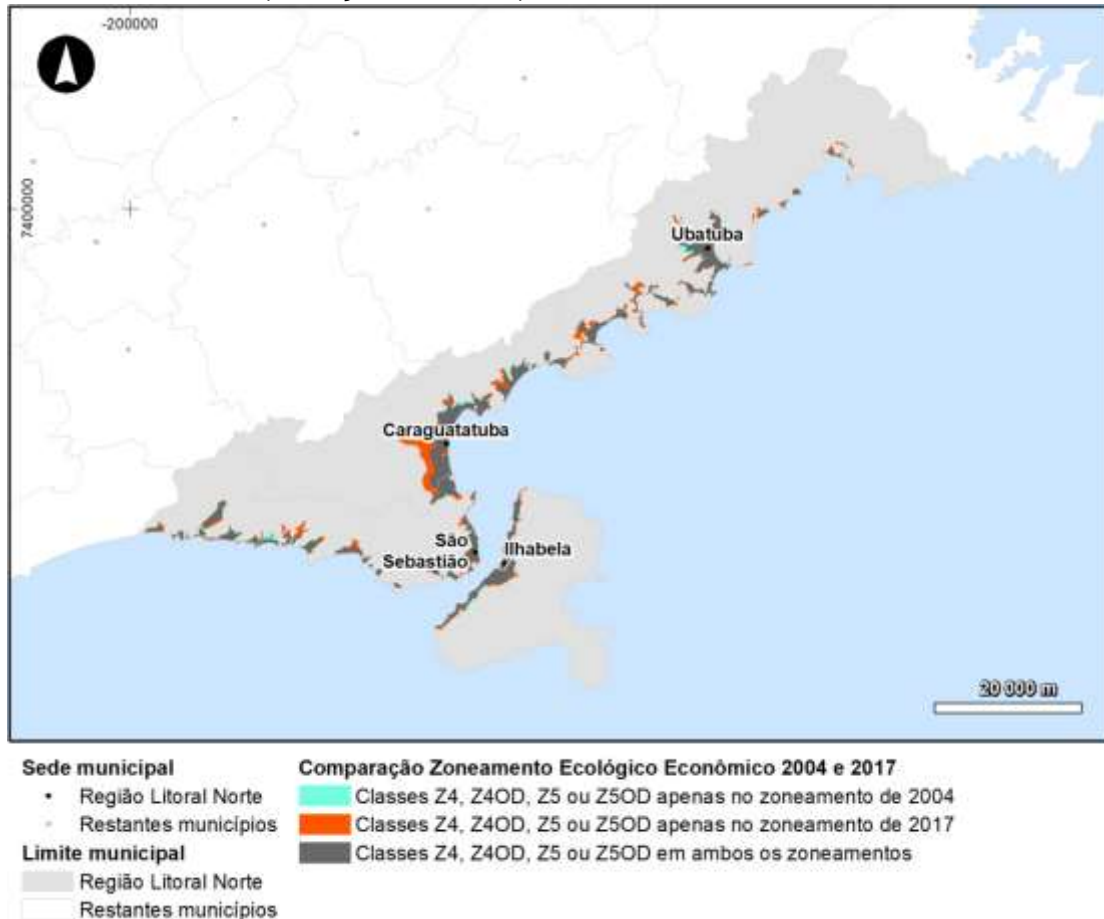 -200000
7400000
Ubatuba
Caraguatatuba
São
Sebastião
Ilhabela
20 000 m
Sede municipal
Região Litoral Norte
Restantes municípios
Limite municipal
Região Litoral Norte
Restantes municípios
Comparação Zoneamento Ecológico Econômico 2004 e 2017
Classes Z4, Z4OD, Z5 ou Z5OD apenas no zoneamento de 2004
Classes Z4, Z4OD, Z5 ou Z5OD apenas no zoneamento de 2017
Classes Z4, Z4OD, Z5 ou Z5OD em ambos os zoneamentos